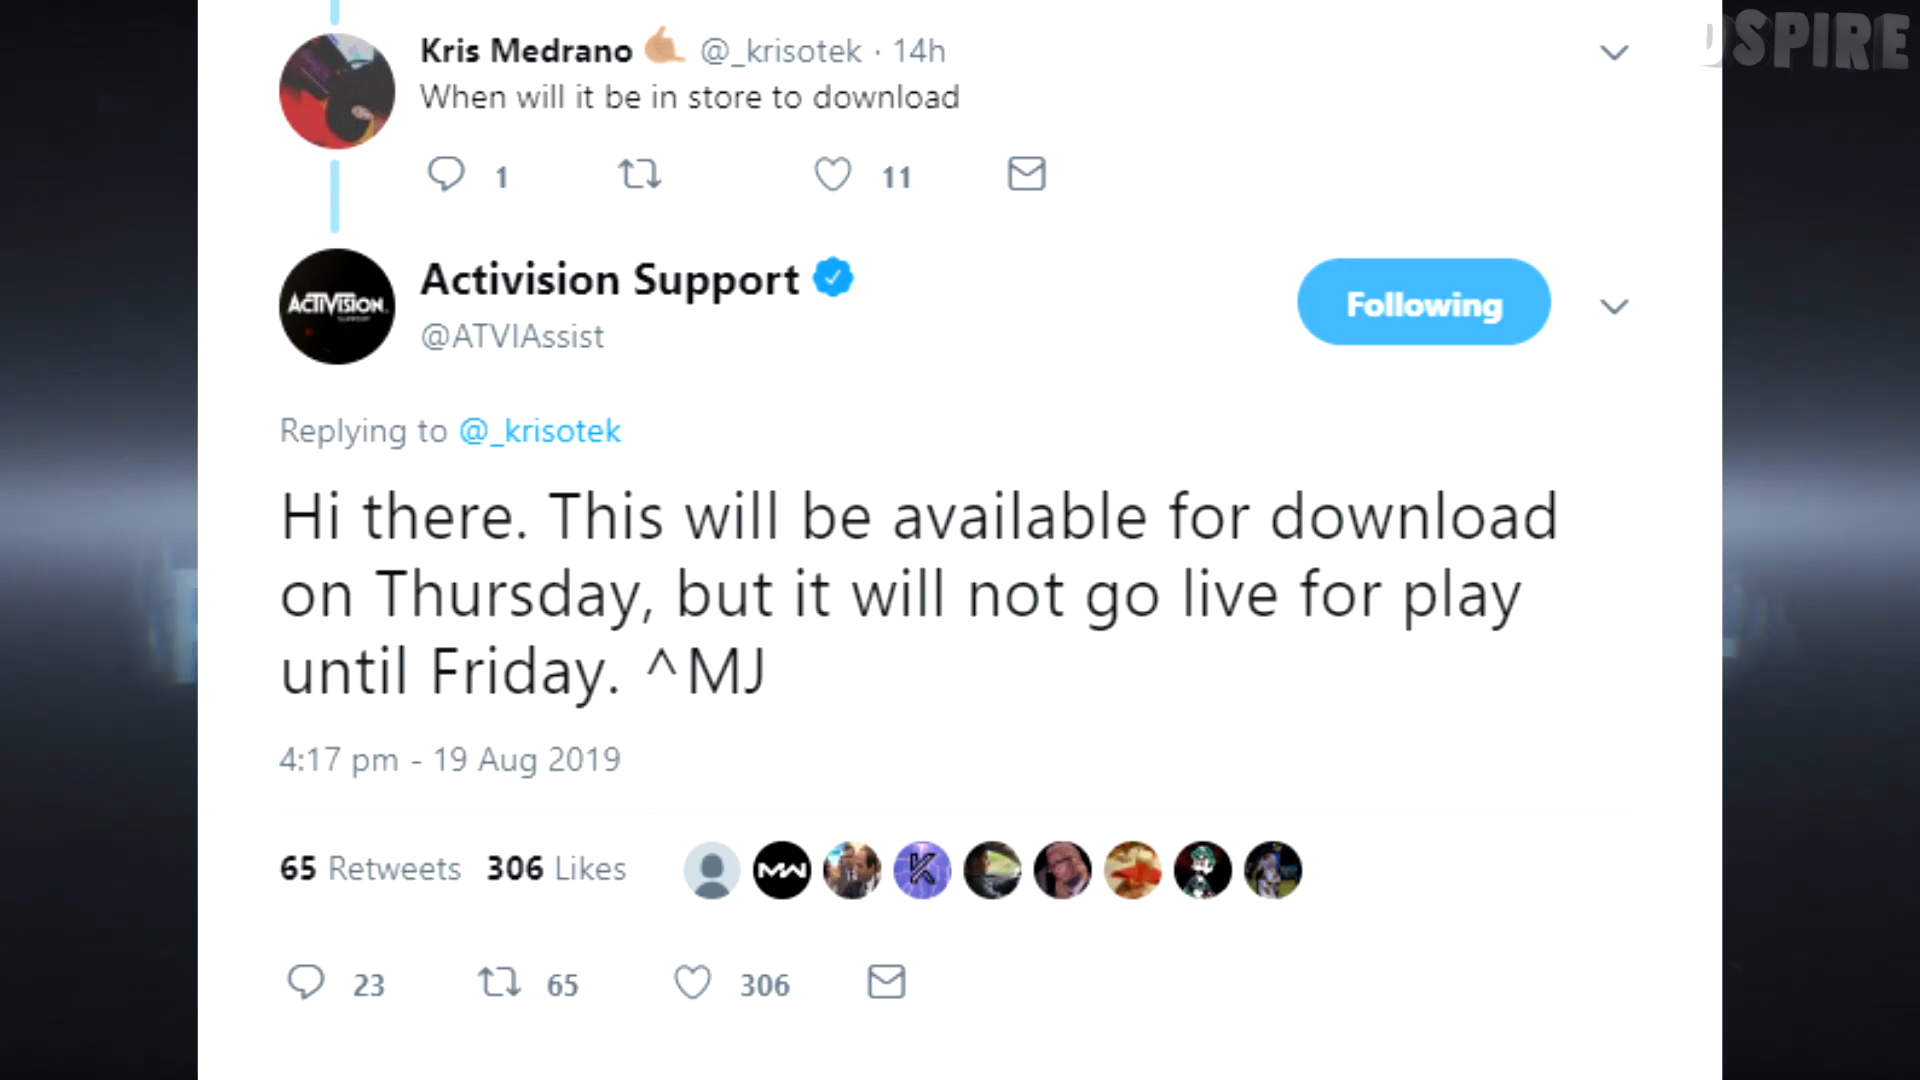 Kris Medrano @_krisotek · 14h
When will it be in store to download
1 11
Activision Support
@ATVIAssist
Following
ACTIVISION
Replying to @_krisotek
Hi there. This will be available for download
on Thursday, but it will not go live for play
until Friday. ^MJ
4:17 pm - 19 Aug 2019
65 Retweets 306 Likes
MW
K
23 65 306